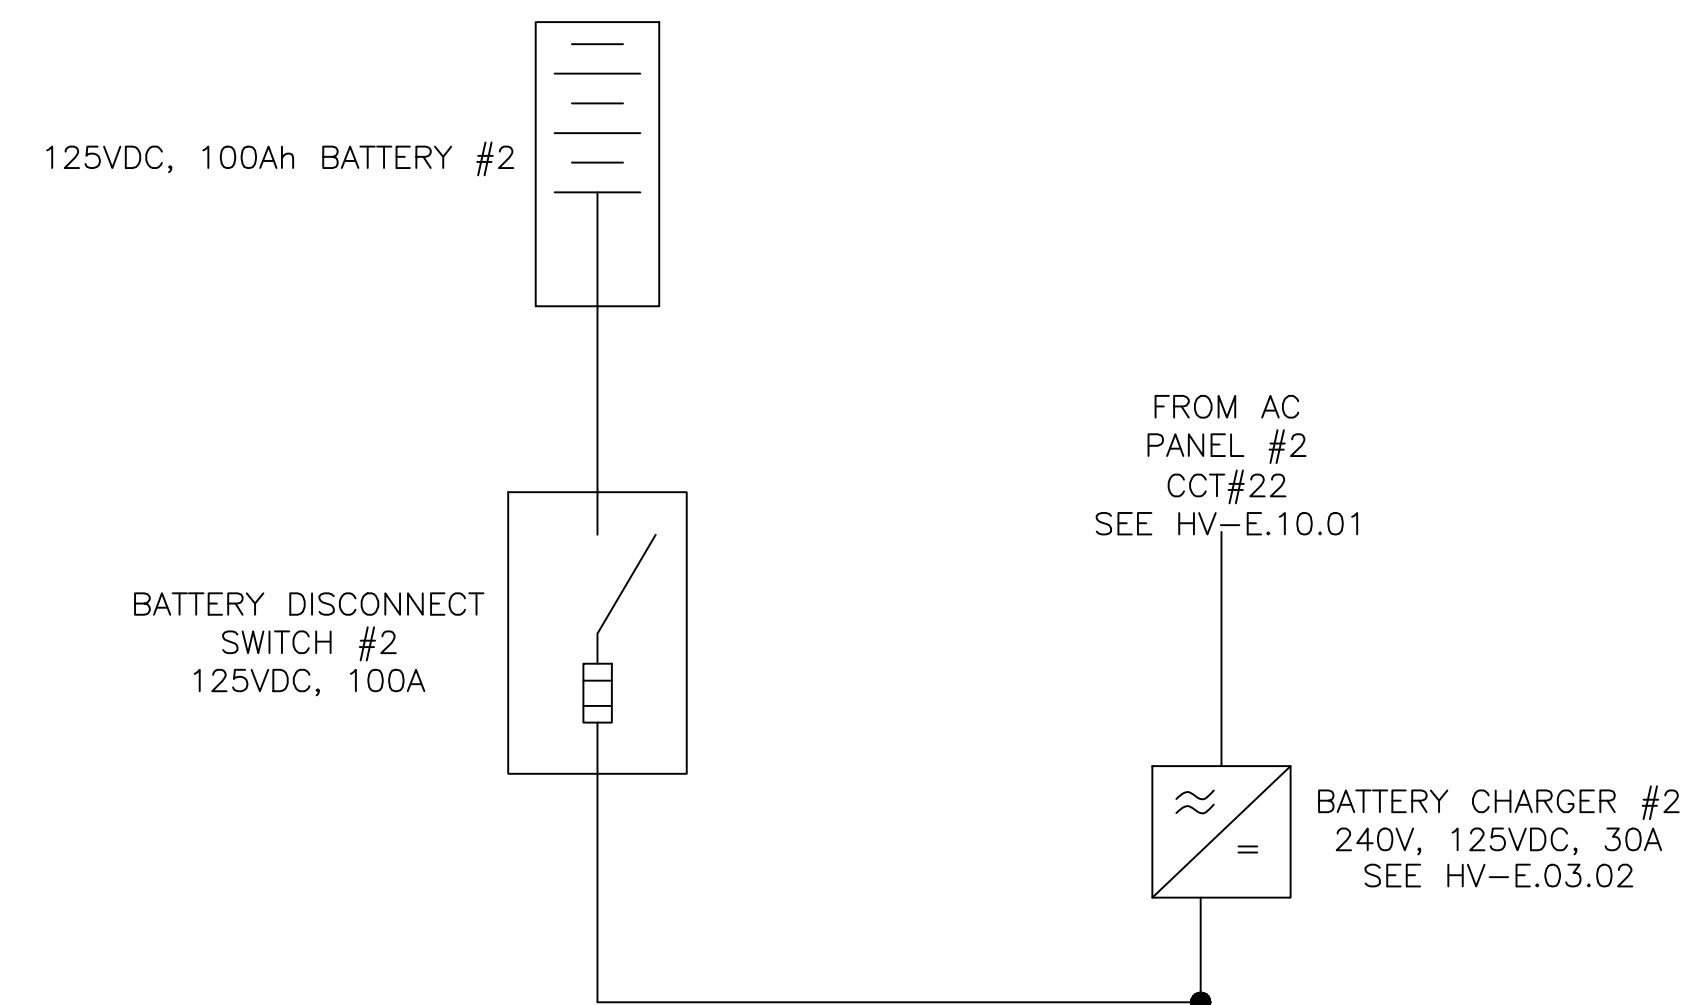 125VDC, 100Ah BATTERY #2
FROM AC
PANEL #2
CCT#22
SEE HV-E.10.01
BATTERY DISCONNECT
SWITCH #2
125VDC, 100A
BATTERY CHARGER #2
240V, 125VDC, 30A
SEE HV-E.03.02